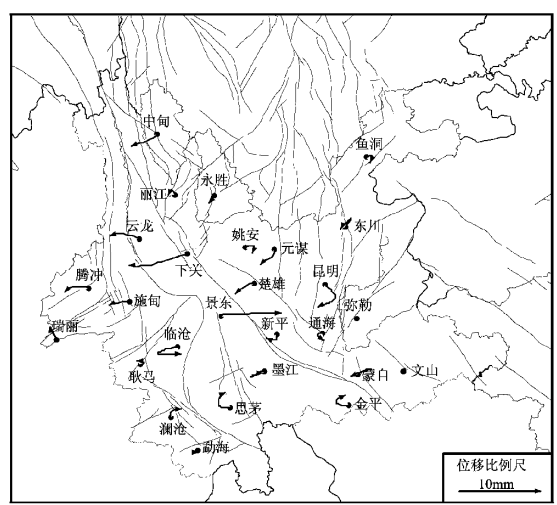 中甸
鱼洞
丽江
永胜
云龙
姚安
元谋
东川
下关
腾冲
楚雄
昆明
施甸
景东
弥勒
瑞丽
新平
通海
临沧
耿马
墨江
蒙自
文山
思茅
金平
澜沧
勐海
位移比例尺
10mm